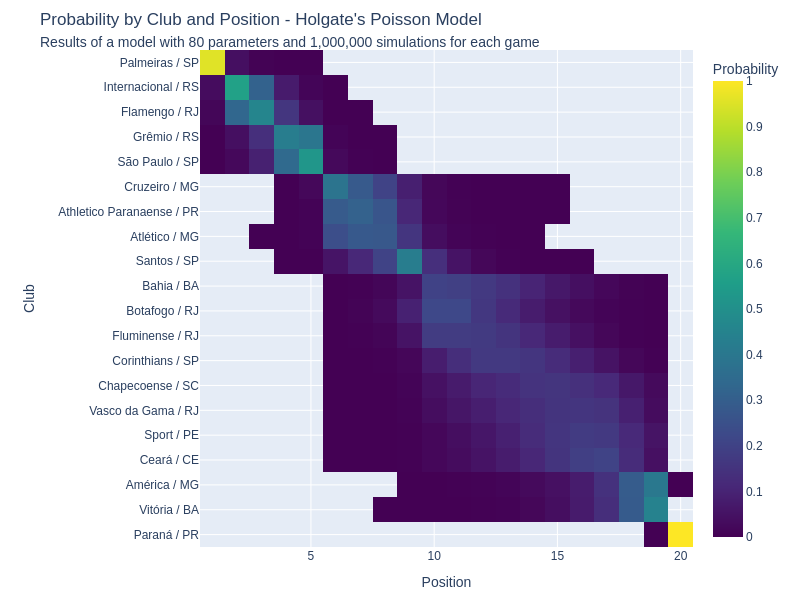 Probability by Club and Position - Holgate's Poisson Model
Results of a model with 80 parameters and 1,000,000 simulations for each game
Probability
Club
Palmeiras / SP
Internacional / RS
Flamengo / RJ
Grêmio / RS
São Paulo / SP
Cruzeiro / MG
Athletico Paranaense / PR
Atlético / MG
Santos / SP
Bahia / BA
Botafogo / RJ
Fluminense / RJ
Corinthians / SP
Chapecoense / SC
Vasco da Gama / RJ
Sport / PE
Ceará / CE
América / MG
Vitória / BA
Paraná / PR
1
0.9
0.8
0.7
0.6
0.5
0.4
0.3
0.2
0.1
0
5 10 15 20
Position